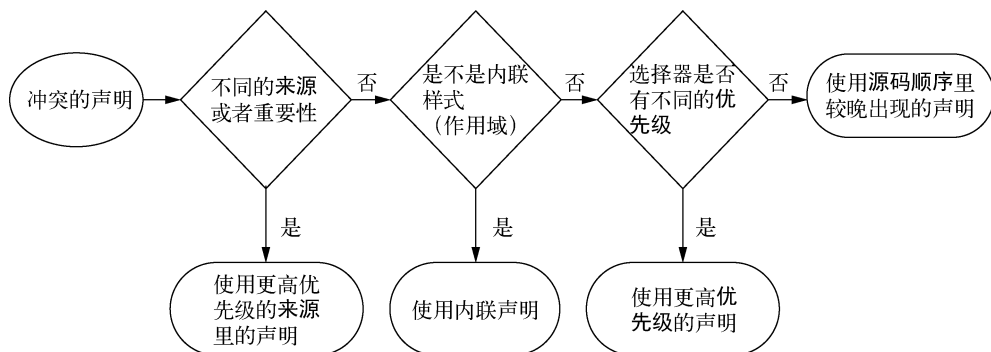 冲突的声明
不同的来源
或者重要性
否
是不是内联
样式
（作用域）
否
选择器是否
有不同的优
先级
否
使用源码顺序里
较晚出现的声明
是
使用更高优
先级的来源
里的声明
是
使用内联声明
是
使用更高优
先级的声明